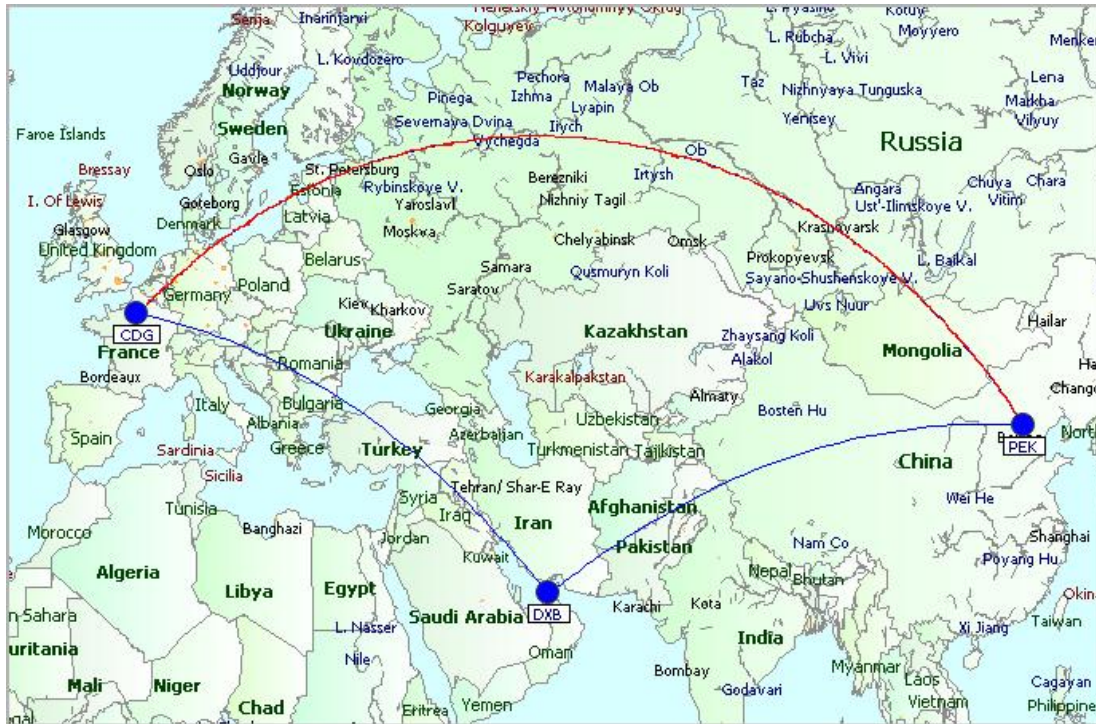 Nenetskiy Avtonomnyy Okrug
Kolguyev
Senja
Inarinjarvi
L. Kovdozero
Uddjour
Norway
Sweden
Pechora
Izhma
Malaya Ob
Lyapin
Pinega
Severnaya Dvina
Ilych
Vychegda
Taz
L. Rubcha
Kotuy
Moyyero
L. Vivi
Menker
Nizhnyaya Tunguska
Lena
Markha
Vilyuy
Yenisey
Russia
Faroe Islands
Bressay
Gavle
Oslo
St. Petersburg
Estonia
Rybinskoye V.
Yaroslavl
Berezniki
Nizhniy Tagil
Ob
Irtysh
Angara
Ust'-Ilimskoye V.
Chuya
Vitim
Chara
I. Of Lewis
Glasgow
Goteborg
Denmark
Latvia
Moskva
Chelyabinsk
Omsk
Krasnoyarsk
Prokopyevsk
L. Baikal
United Kingdom
Belarus
Samara
Qusmuryn Koli
Sayano-Shushenskoye V.
Germany
Poland
Saratov
Uvs Nuur
Kiev
Kharkov
Ukraine
Kazakhstan
Zhaysang Koli
Alakol
Mongolia
Hailar
CDG
France
Romania
Bordeaux
Karakalpakstan
Almaty
Bosten Hu
Italy
Bulgaria
Albania
Greece
Georgia
Azerbaijan
Uzbekistan
Turkmenistan
Tajikistan
Spain
Sardinia
Sicilia
Turkey
PEK
China
Tunisia
Syria
Tehran/ Shar-E Ray
Iraq
Iran
Afghanistan
Wei He
Morocco
Banghazi
Jordan
Kuwait
Pakistan
Nam Co
Shanghai
Poyang Hu
Algeria
Libya
Egypt
Nepal
Bhutan
DXB
Saudi Arabia
Karachi
Kota
Taiwan
L. Nasser
Nile
Oman
India
Xi Jiang
Bombay
Myanmar
Mali
Niger
Chad
Eritrea
Yemen
Godavari
Laos
Vietnam
Cagayan
Philippine